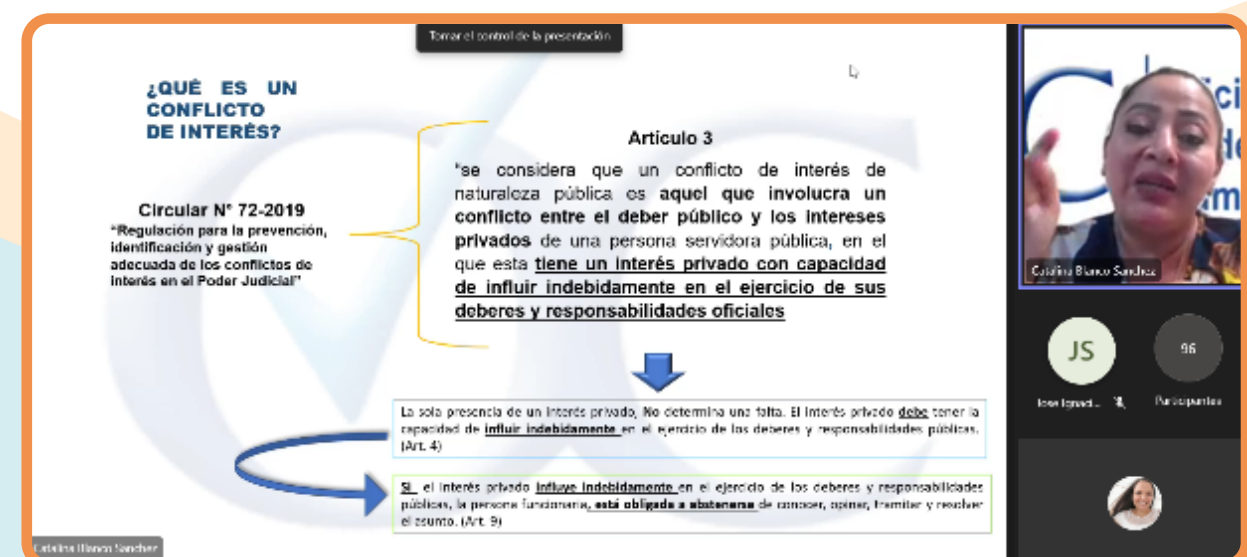 Tomar el control de la presentación
¿QUÉ ES UN
CONFLICTO
DE INTERÉS?
Circular N° 72-2019
"Regulación para la prevención,
identificación y gestión
adecuada de los conflictos de
interés en el Poder Judicial"
Artículo 3
"se considera que un conflicto de interés de
naturaleza pública es aquel que involucra un
conflicto entre el deber público y los intereses
privados de una persona servidora pública, en el
que esta tiene un interés privado con capacidad
de influir indebidamente en el ejercicio de sus
deberes y responsabilidades oficiales
La sola presencia de un interés privado, No determina una falta. El interés privado debe tener la
capacidad de influir indebidamente en el ejercicio de los deberes y responsabilidades públicas.
(Art. 4)
Si el interés privado influye indebidamente en el ejercicio de los deberes y responsabilidades
públicas, la persona funcionaria, está obligada a abstenerse de conocer, opinar, tramitar y resolver
el asunto. (Art. 9)
Catalina Blanco Sanchez
Catalina Blanco Sanchez
JS
96
Jose Ignaci...
Participantes